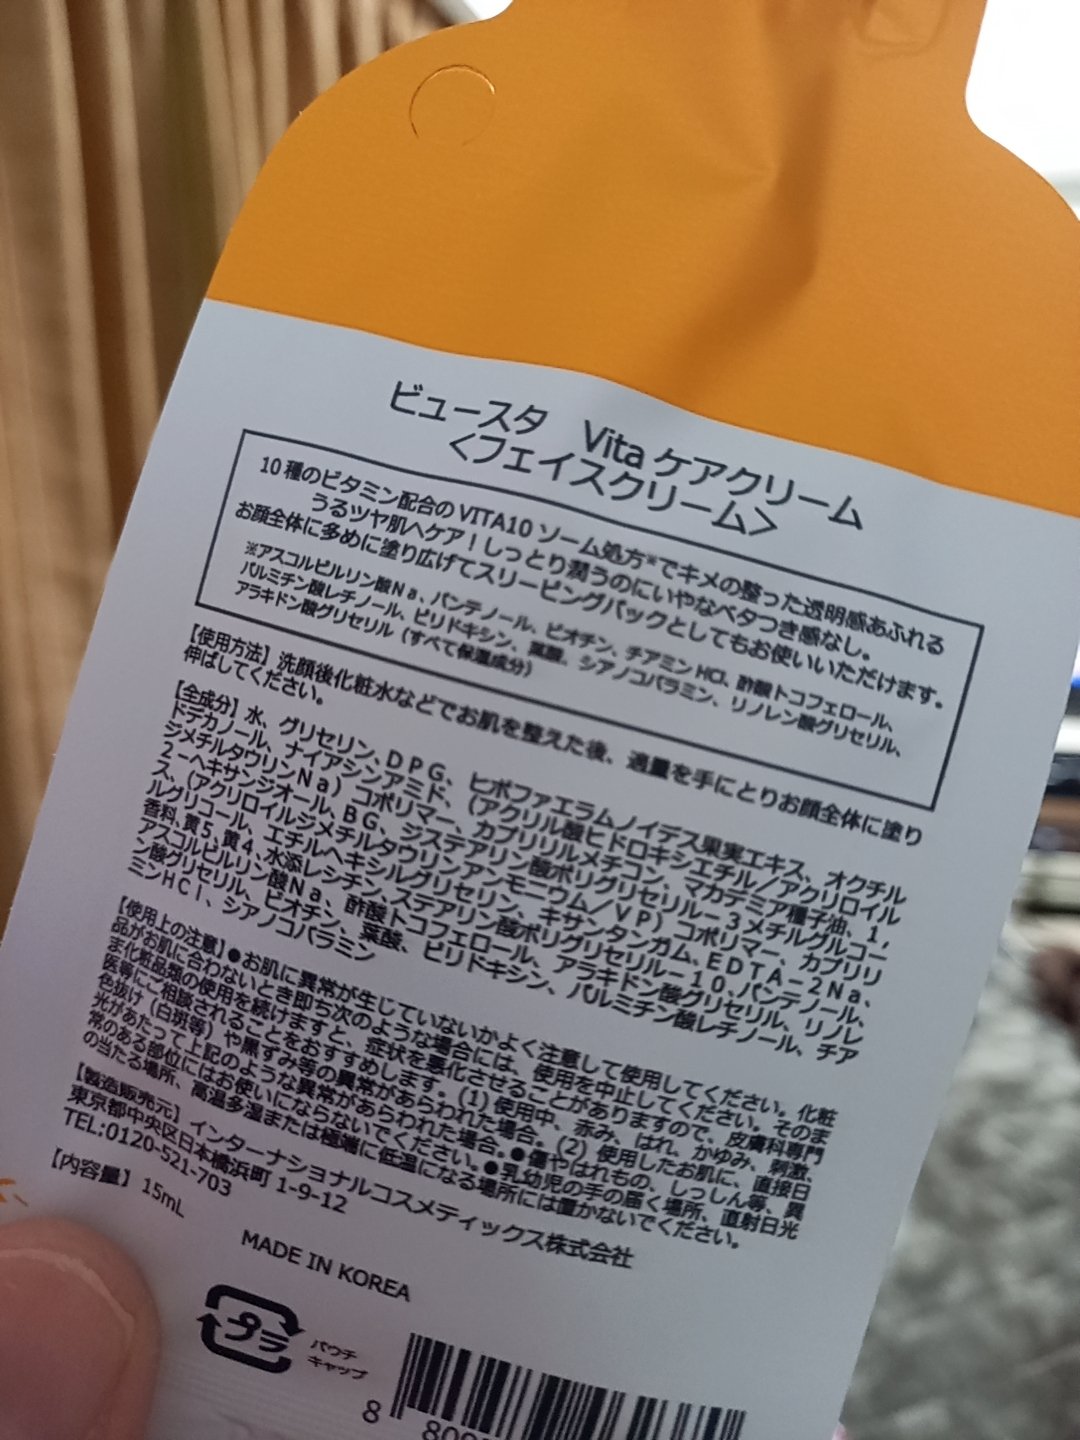 ビュースタ Vita ケアクリーム
<フェイスクリーム>
10種のビタミン配合のVITA10ソーム処方*でキメの整った透明感あふれる
うるツヤ肌へケア！しっとり潤うのにいやなベタつき感なし。
お顔全体に多めに塗り広げてスリーピングパックとしてもお使いいただけます。
※アスコルビルリン酸Na、パンテノール、ビオチン、チアミンHCl、酢酸トコフェロール、
パルミチン酸レチノール、ピリドキシン、葉酸、シアノコバラミン、リノレン酸グリセリル、
アラキドン酸グリセリル（すべて保湿成分）
【使用方法】洗顔後化粧水などでお肌を整えた後、適量を手にとりお顔全体に塗り
伸ばしてください。
【全成分】水、グリセリン、DPG、ヒポファエラムノイデス果実エキス、オクチル
ドデカノール、ナイアシンアミド、（アクリル酸ヒドロキシエチル／アクリロイル
ジメチルタウリンNa）コポリマー、カプリリルメチコン、マカデミア種子油、1,
2－ヘキサンジオール、BG、ジステアリン酸ポリグリセリル－3メチルグルコー
ス、（アクリロイルジメチルタウリンアンモニウム／VP）コポリマー、カプリリ
ルグリコール、エチルヘキシルグリセリン、キサンタンガム、EDTA－2Na、
香料、黄5、黄4、水添レシチン、ステアリン酸ポリグリセリル－10、パンテノール、
アスコルビルリン酸Na、酢酸トコフェロール、アラキドン酸グリセリル、リノレ
ン酸グリセリル、ビオチン、葉酸、ピリドキシン、パルミチン酸レチノール、チア
ミンHCl、シアノコバラミン
【使用上の注意】●お肌に異常が生じていないかよく注意して使用してください。化粧
品がお肌に合わないとき即ち次のような場合には、使用を中止してください。そのま
ま化粧品類の使用を続けますと、症状を悪化させることがありますので、皮膚科専門
医等にご相談されることをおすすめします。(1) 使用中、赤み、はれ、かゆみ、刺激、
色抜け（白斑等）や黒ずみ等の異常があらわれた場合。(2) 使用したお肌に、直接日
光があたって上記のような異常があらわれた場合。●傷やはれもの、しっしん等、異
常のある部位にはお使いにならないでください。●乳幼児の手の届く場所、直射日光
の当たる場所、高温多湿または極端に低温になる場所には置かないでください。
【製造販売元】インターナショナルコスメティックス株式会社
東京都中央区日本橋浜町 1-9-12
TEL:0120-521-703
【内容量】15mL
MADE IN KOREA
プラ
パウチ
キャップ
8